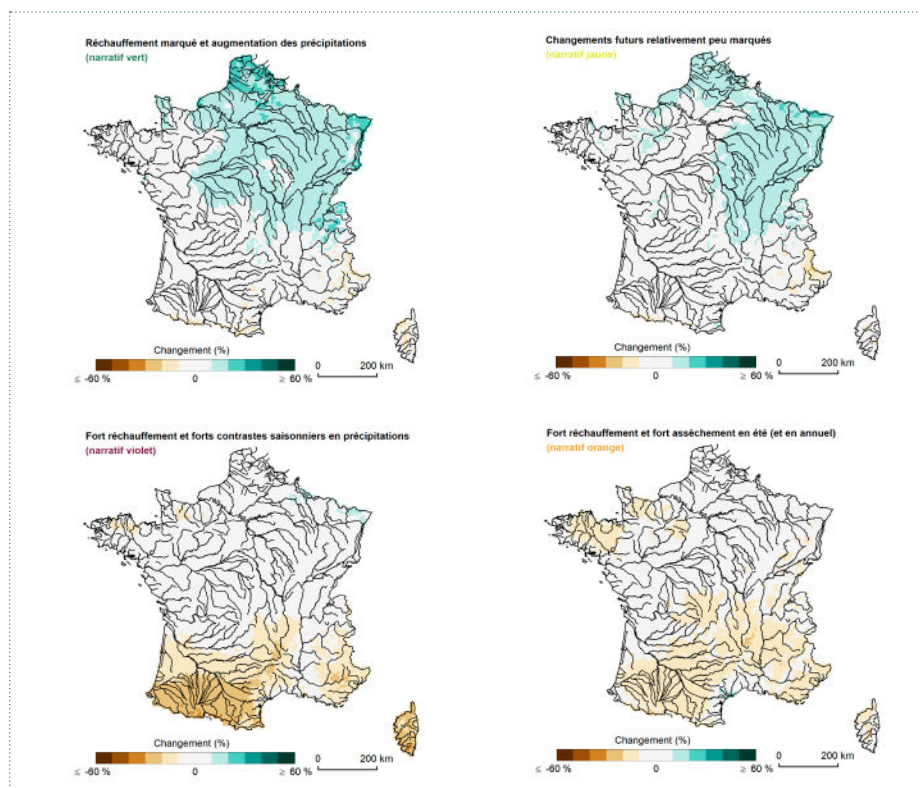 Réchauffement marqué et augmentation des précipitations
(narratif vert)
Changement (%)
≤ -60 % 0 ≥ 60 %
0 200 km
Changements futurs relativement peu marqués
(narratif jaune)
Changement (%)
≤ -60 % 0 ≥ 60 %
0 200 km
Fort réchauffement et forts contrastes saisonniers en précipitations
(narratif violet)
Changement (%)
≤ -60 % 0 ≥ 60 %
0 200 km
Fort réchauffement et fort assèchement en été (et en annuel)
(narratif orange)
Changement (%)
≤ -60 % 0 ≥ 60 %
0 200 km